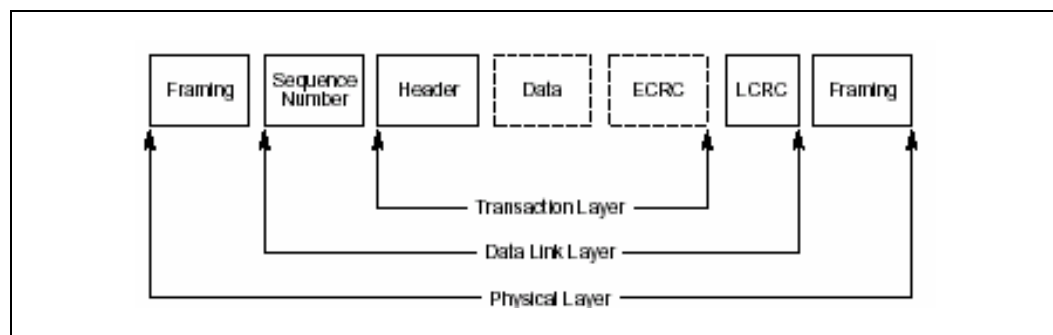 Framing
Sequence
Number
Header
Data
ECRC
LCRC
Framing
Transaction Layer
Data Link Layer
Physical Layer